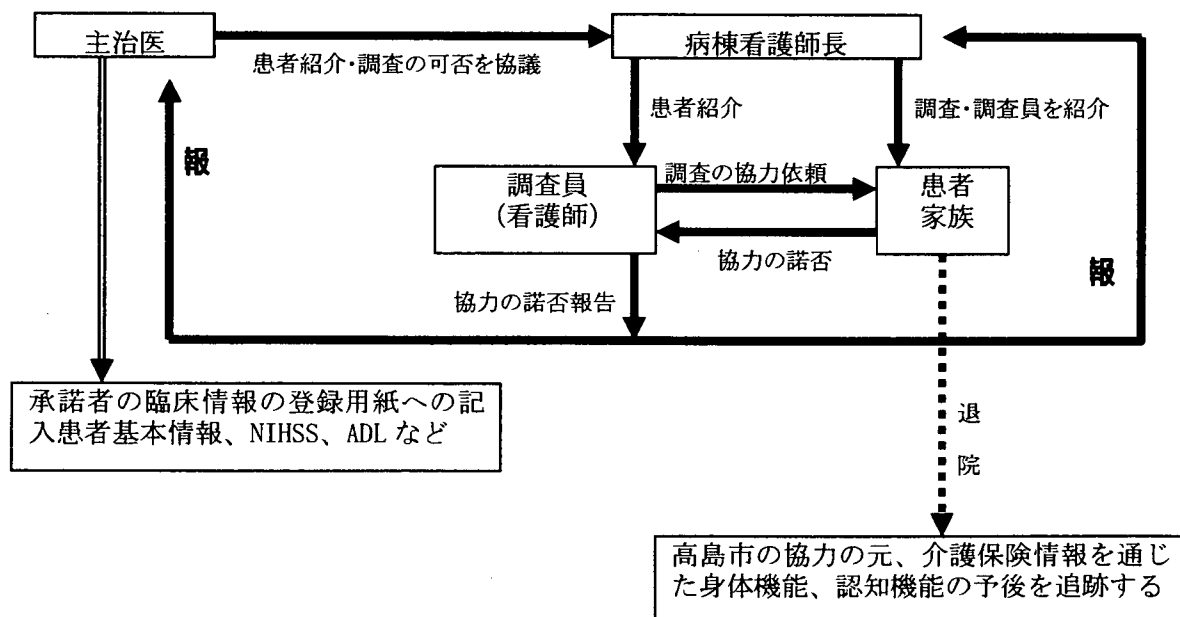 主治医
病棟看護師長
患者紹介・調査の可否を協議
患者紹介
調査・調査員を紹介
報
調査員
(看護師)
調査の協力依頼
患者
家族
協力の諾否
報
協力の諾否報告
承諾者の臨床情報の登録用紙への記
入患者基本情報、NIHSS、ADL など
退
院
高島市の協力の元、介護保険情報を通じ
た身体機能、認知機能の予後を追跡する